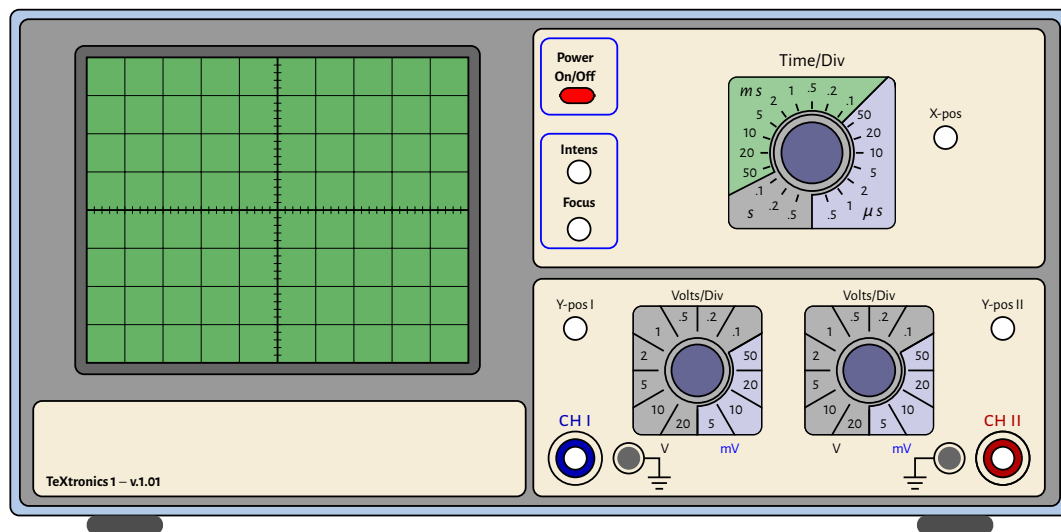 Power
On/Off
Intens
Focus
Time/Div
m s
50
20
10
5
2
1
.5
.2
.1
50
20
10
5
2
1
.5
μ s
.5
.2
.1
s
X-pos
Y-pos I
Volts/Div
20
10
5
2
1
.5
.2
.1
50
20
10
5
V
mV
CH I
Volts/Div
20
10
5
2
1
.5
.2
.1
50
20
10
5
V
mV
Y-pos II
CH II
TeXtronics 1 – v.1.01